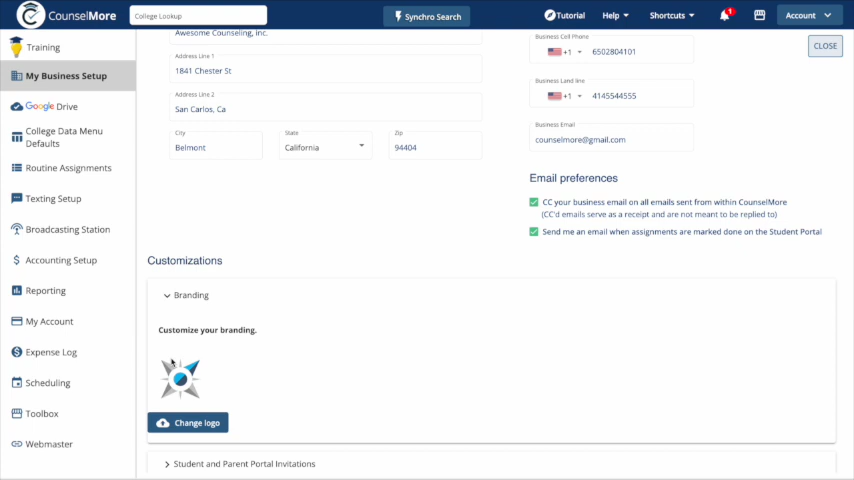 CounselMore
College Lookup
Synchro Search
Tutorial
Help
Shortcuts
1
Account
Training
My Business Setup
Google Drive
College Data Menu
Defaults
Routine Assignments
Texting Setup
Broadcasting Station
Accounting Setup
Reporting
My Account
Expense Log
Scheduling
Toolbox
Webmaster
Awesome Counseling, inc.
Address Line 1
1841 Chester St
Address Line 2
San Carlos, Ca
City
Belmont
State
California
Zip
94404
Business Cell Phone
+1
6502804101
Business Land line
+1
4145544555
Business Email
counselmore@gmail.com
CLOSE
Email preferences
CC your business email on all emails sent from within CounselMore
(CC'd emails serve as a receipt and are not meant to be replied to)
Send me an email when assignments are marked done on the Student Portal
Customizations
Branding
Customize your branding.
Change logo
Student and Parent Portal Invitations